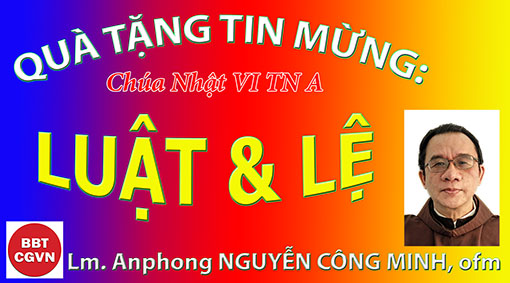 QUÀ TẶNG TIN MỪNG:
Chúa Nhật VI TN A
LUẬT & LỆ
BBT
CGVN
Lm. Anphong NGUYỄN CÔNG MINH, ofm